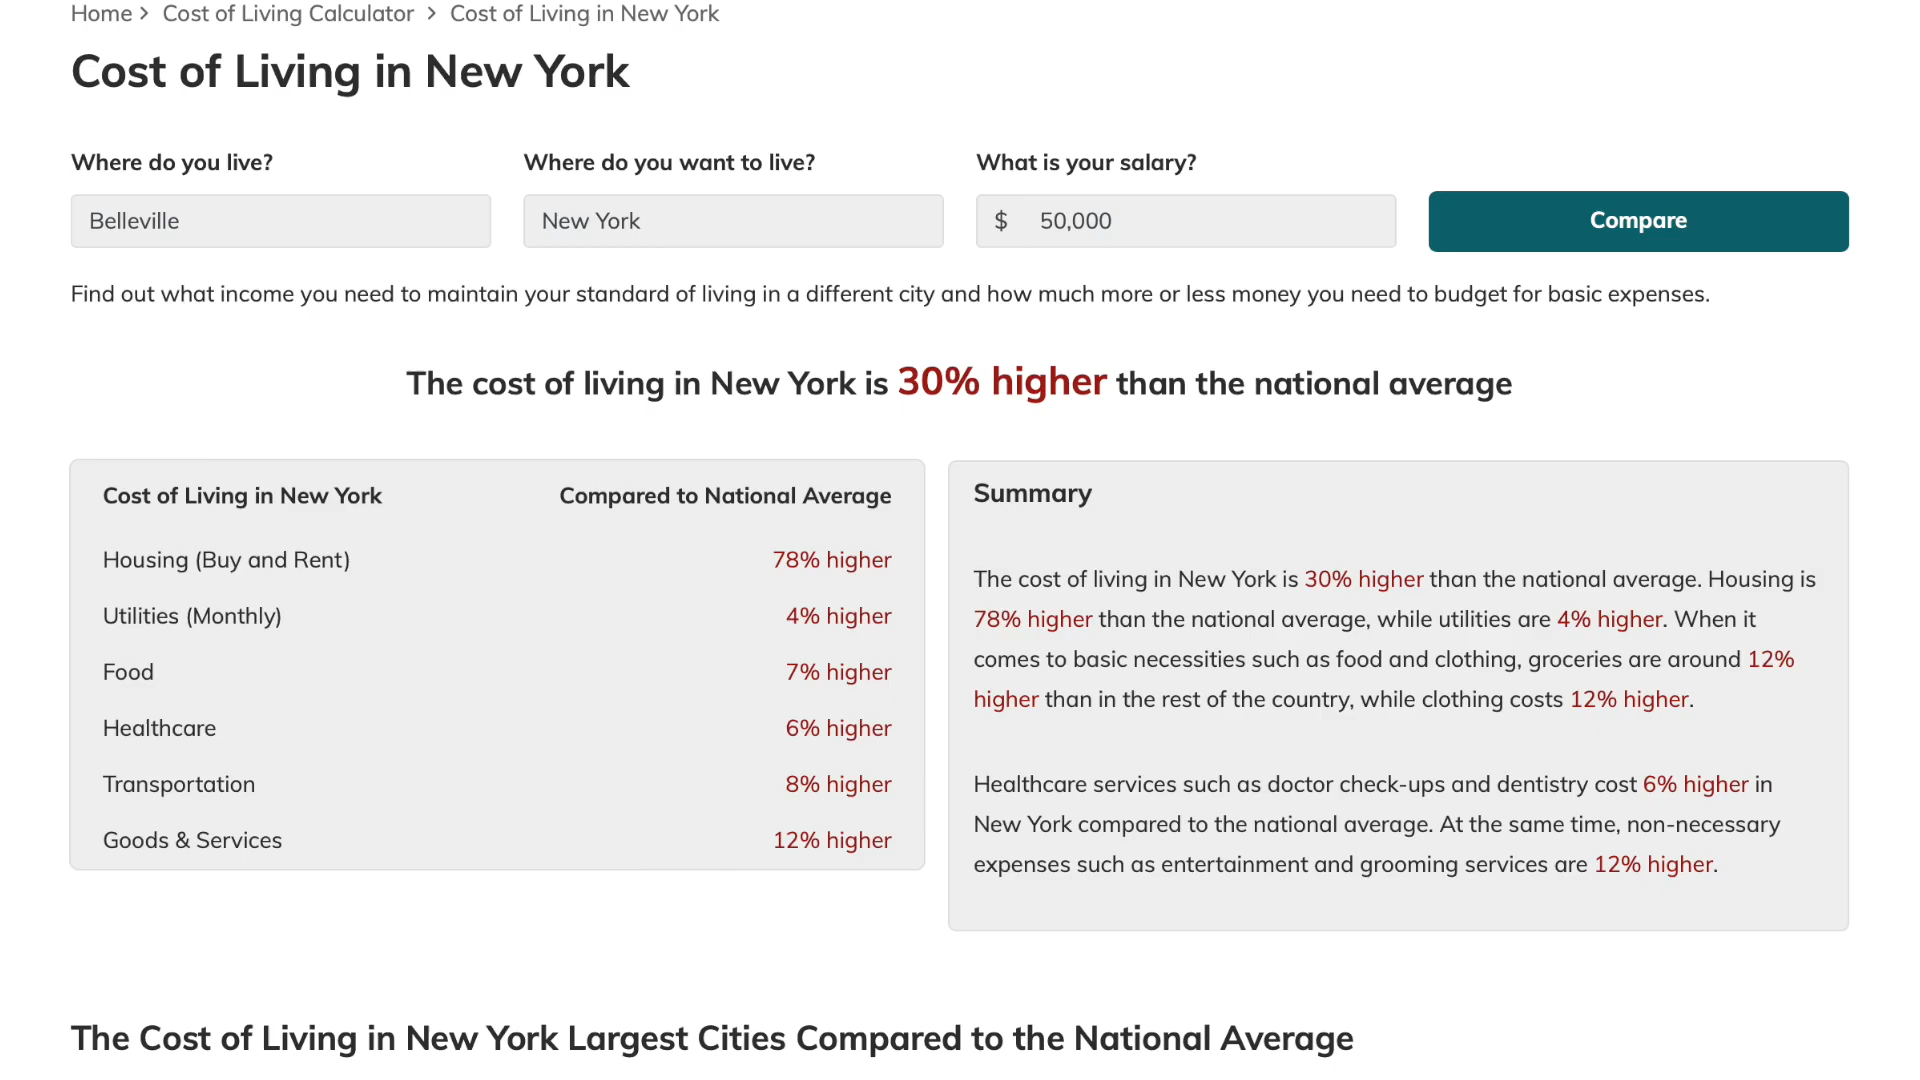 Home > Cost of Living Calculator > Cost of Living in New York
Cost of Living in New York
Where do you live?
Belleville
Where do you want to live?
New York
What is your salary?
$ 50,000
Compare
Find out what income you need to maintain your standard of living in a different city and how much more or less money you need to budget for basic expenses.
The cost of living in New York is 30% higher than the national average
Cost of Living in New York Compared to National Average
Housing (Buy and Rent) 78% higher
Utilities (Monthly) 4% higher
Food 7% higher
Healthcare 6% higher
Transportation 8% higher
Goods & Services 12% higher
Summary
The cost of living in New York is 30% higher than the national average. Housing is
78% higher than the national average, while utilities are 4% higher. When it
comes to basic necessities such as food and clothing, groceries are around 12%
higher than in the rest of the country, while clothing costs 12% higher.
Healthcare services such as doctor check-ups and dentistry cost 6% higher in
New York compared to the national average. At the same time, non-necessary
expenses such as entertainment and grooming services are 12% higher.
The Cost of Living in New York Largest Cities Compared to the National Average